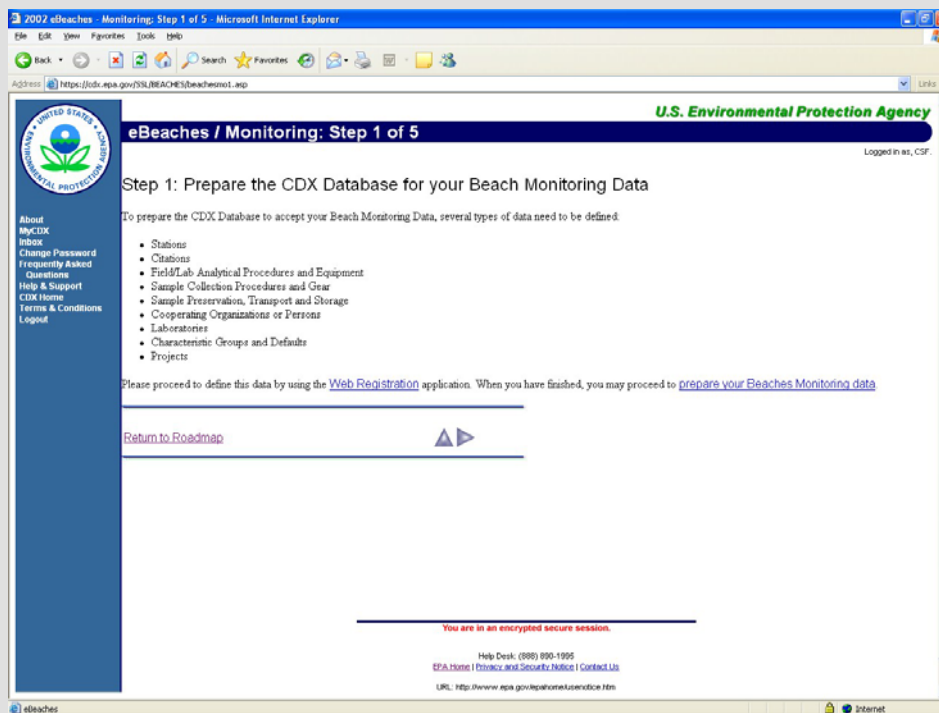 2002 eBeaches - Monitoring: Step 1 of 5 - Microsoft Internet Explorer
File Edit View Favorites Tools Help
Back Search Favorites
Address https://cdx.epa.gov/SSL/BEACHES/beachesmo1.asp Links
UNITED STATES
ENVIRONMENTAL PROTECTION AGENCY
U.S. Environmental Protection Agency
eBeaches / Monitoring: Step 1 of 5
Logged in as, CSF.
About
MyCDX
Inbox
Change Password
Frequently Asked
Questions
Help & Support
CDX Home
Terms & Conditions
Logout
Step 1: Prepare the CDX Database for your Beach Monitoring Data
To prepare the CDX Database to accept your Beach Monitoring Data, several types of data need to be defined:
• Stations
• Citations
• Field/Lab Analytical Procedures and Equipment
• Sample Collection Procedures and Gear
• Sample Preservation, Transport and Storage
• Cooperating Organizations or Persons
• Laboratories
• Characteristic Groups and Defaults
• Projects
Please proceed to define this data by using the Web Registration application. When you have finished, you may proceed to prepare your Beaches Monitoring data.
Return to Roadmap
You are in an encrypted secure session.
Help Desk: (888) 890-1995
EPA Home | Privacy and Security Notice | Contact Us
URL: http://www.epa.gov/epahome/usenotice.htm
eBeaches Internet